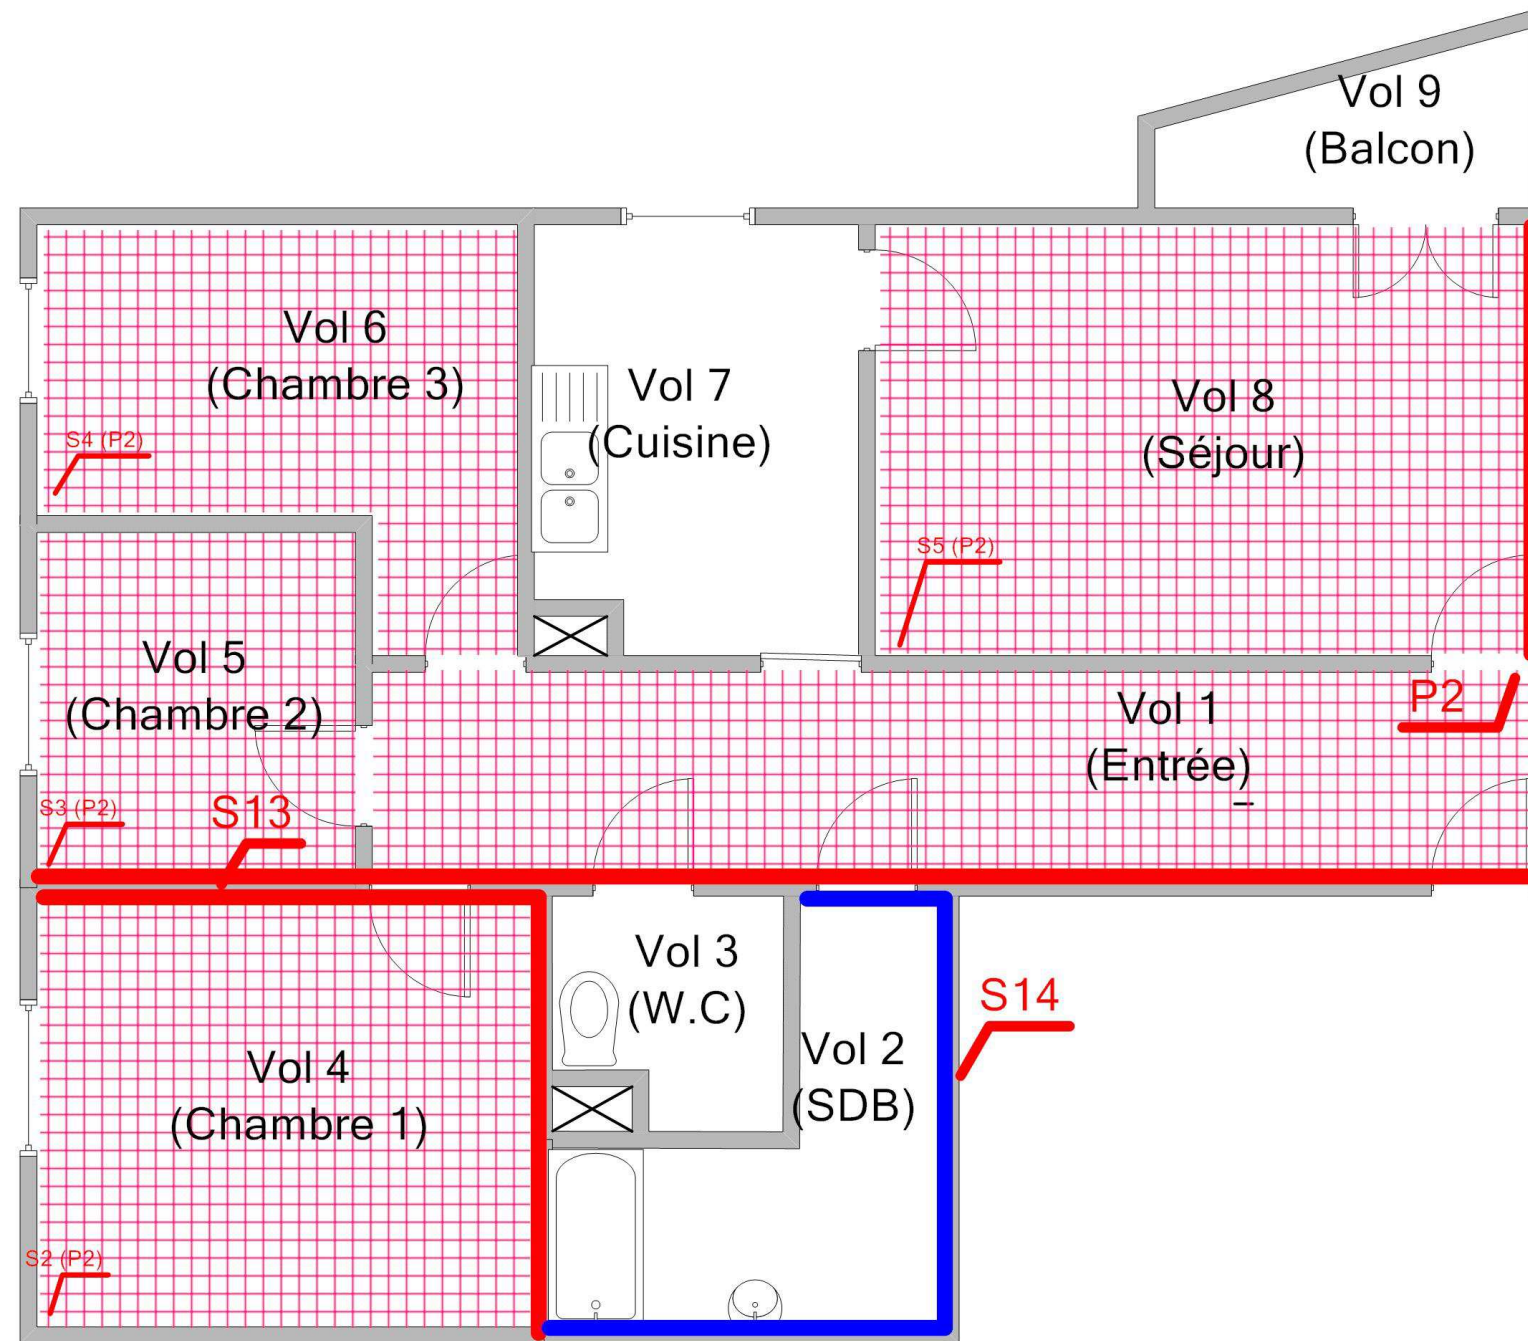 Vol 9
(Balcon)
Vol 6
(Chambre 3)
Vol 7
(Cuisine)
Vol 8
(Séjour)
S4 (P2)
S5 (P2)
Vol 5
(Chambre 2)
Vol 1
(Entrée)
P2
S3 (P2)
S13
Vol 3
(W.C)
S14
Vol 2
(SDB)
Vol 4
(Chambre 1)
S2 (P2)